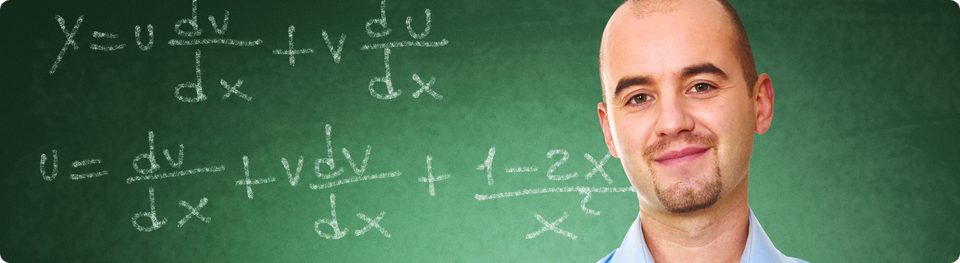 y = u dv/dx + v du/dx
u = dv/dx + v dv/dx + 1-2x/x²